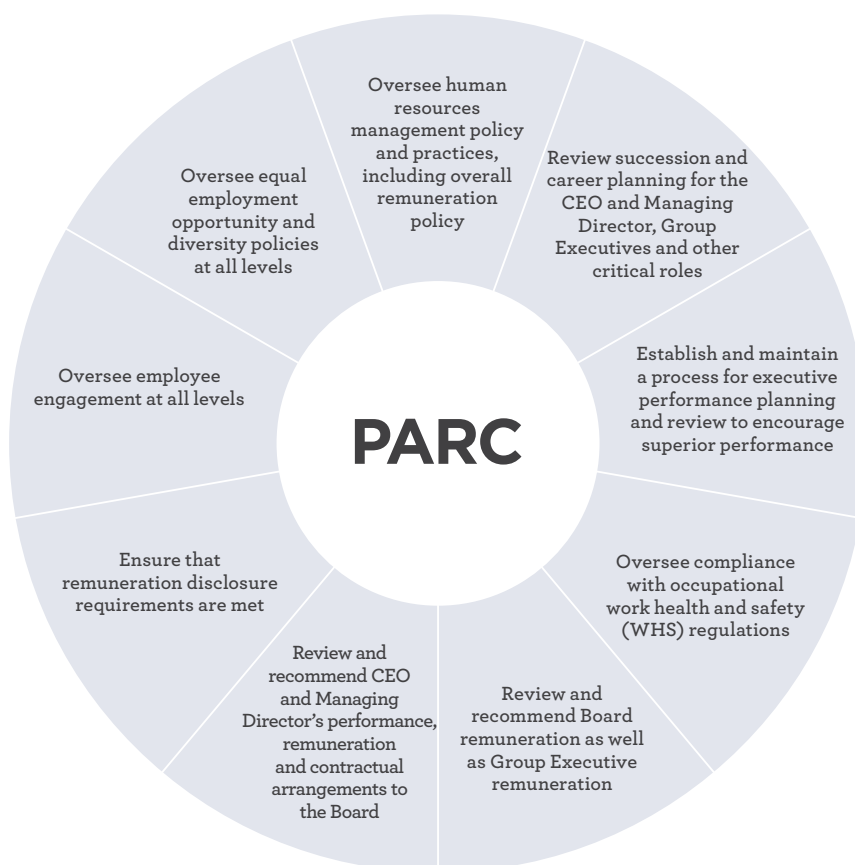 Oversee human
resources
management policy
and practices,
including overall
remuneration
policy
Review succession and
career planning for the
CEO and Managing
Director, Group
Executives and other
critical roles
Establish and maintain
a process for executive
performance planning
and review to encourage
superior performance
Oversee compliance
with occupational
work health and safety
(WHS) regulations
Review and
recommend Board
remuneration as well
as Group Executive
remuneration
Review and
recommend CEO
and Managing
Director’s performance,
remuneration
and contractual
arrangements to
the Board
Ensure that
remuneration disclosure
requirements are met
Oversee employee
engagement at all levels
Oversee equal
employment
opportunity and
diversity policies
at all levels
PARC